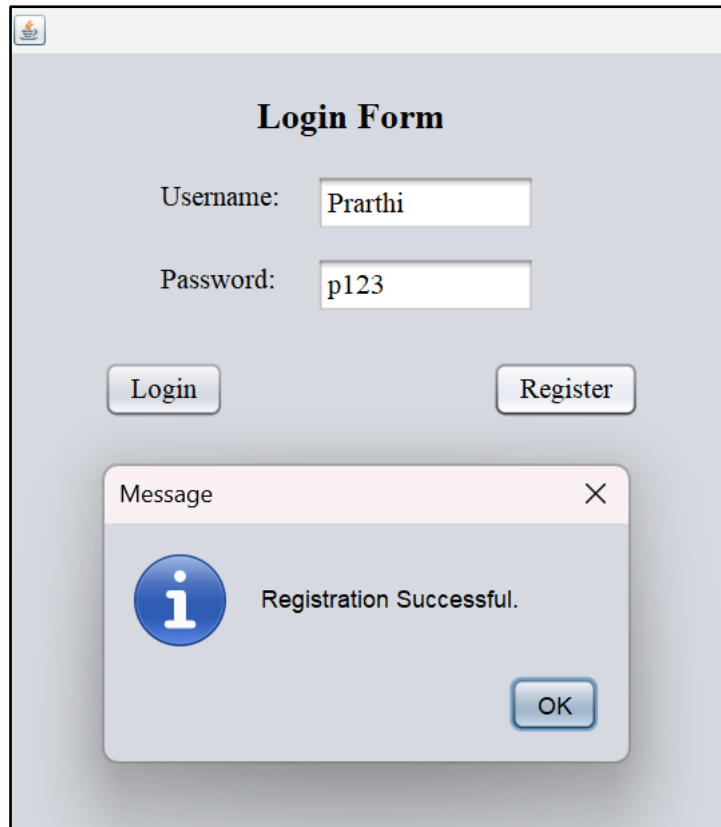 Login Form
Username: Prarthi
Password: p123
Login Register
Message
Registration Successful.
OK